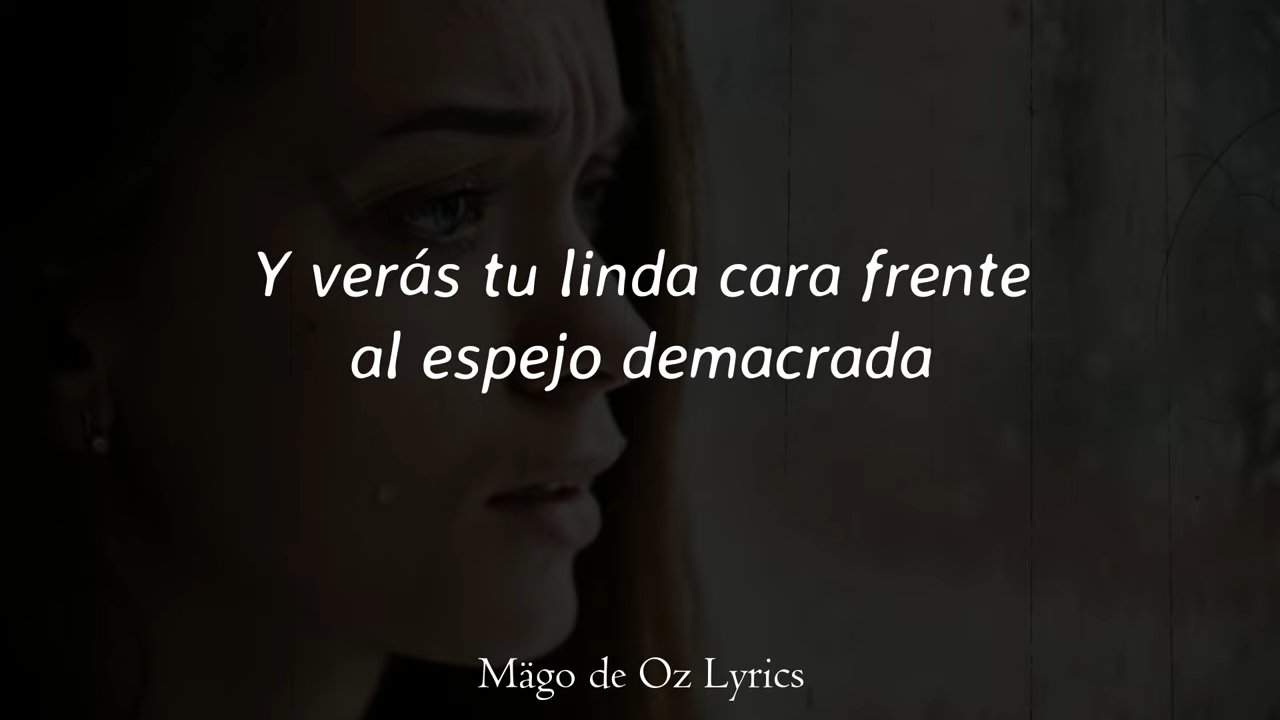 Y verás tu linda cara frente
al espejo demacrada
Mägo de Oz Lyrics